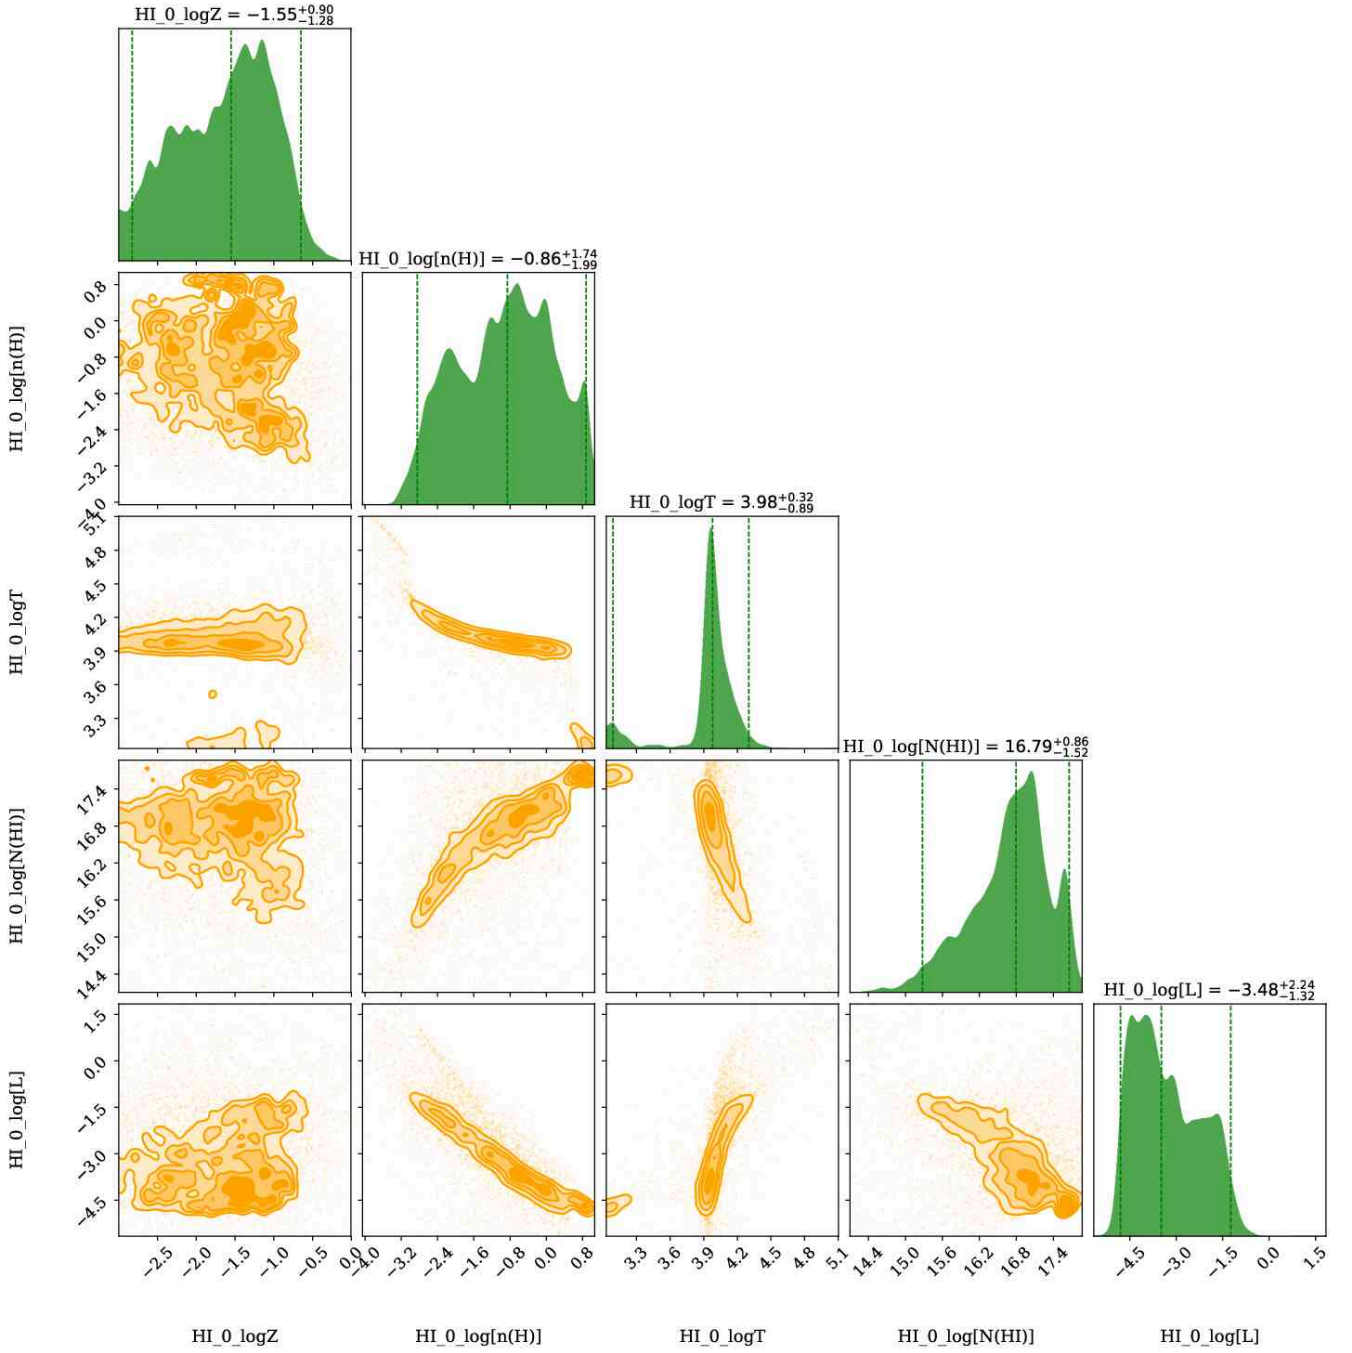 HI_0_logZ = −1.55+0.90−1.28
HI_0_log[n(H)] = −0.86+1.74−1.99
0.8
0.0
−0.8
−1.6
−2.4
−3.2
−4.0
HI_0_log[n(H)]
HI_0_logT = 3.98+0.32−0.89
5.1
4.8
4.5
4.2
3.9
3.6
3.3
HI_0_logT
HI_0_log[N(HI)] = 16.79+0.86−1.52
17.4
16.8
16.2
15.6
15.0
14.4
HI_0_log[N(HI)]
HI_0_log[L] = −3.48+2.24−1.32
1.5
0.0
−1.5
−3.0
−4.5
HI_0_log[L]
−2.5 −2.0 −1.5 −1.0 −0.5 0.0 −4.0 −3.2 −2.4 −1.6 −0.8 0.0 0.8 3.3 3.6 3.9 4.2 4.5 4.8 5.1 14.4 15.0 15.6 16.2 16.8 17.4 −4.5 −3.0 −1.5 0.0 1.5
HI_0_logZ HI_0_log[n(H)] HI_0_logT HI_0_log[N(HI)] HI_0_log[L]